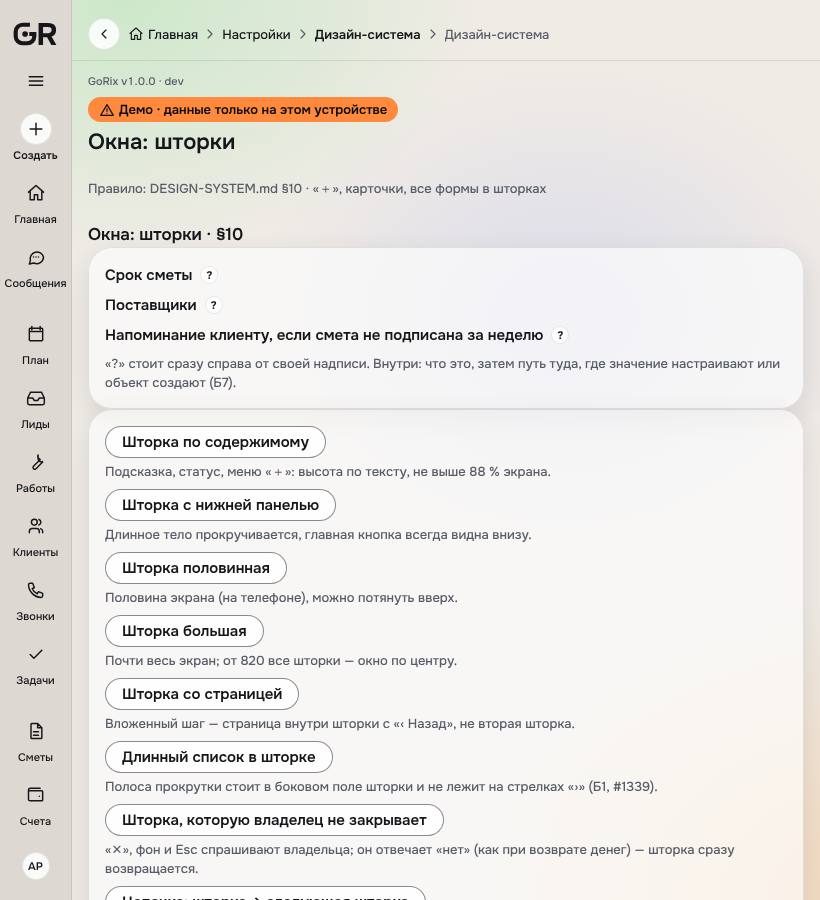 GR
Главная
Настройки
Дизайн-система
Дизайн-система
GoRix v1.0.0 · dev
Демо · данные только на этом устройстве
Окна: шторки
Правило: DESIGN-SYSTEM.md §10 · «+», карточки, все формы в шторках
Окна: шторки · §10
Срок сметы ?
Поставщики ?
Напоминание клиенту, если смета не подписана за неделю ?
«?» стоит сразу справа от своей надписи. Внутри: что это, затем путь туда, где значение настраивают или
объект создают (Б7).
Шторка по содержимому
Подсказка, статус, меню «+»: высота по тексту, не выше 88 % экрана.
Шторка с нижней панелью
Длинное тело прокручивается, главная кнопка всегда видна внизу.
Шторка половинная
Половина экрана (на телефоне), можно потянуть вверх.
Шторка большая
Почти весь экран; от 820 все шторки — окно по центру.
Шторка со страницей
Вложенный шаг — страница внутри шторки с «‹ Назад», не вторая шторка.
Длинный список в шторке
Полоса прокрутки стоит в боковом поле шторки и не лежит на стрелках «›» (Б1, #1339).
Шторка, которую владелец не закрывает
«✕», фон и Esc спрашивают владельца; он отвечает «нет» (как при возврате денег) — шторка сразу
возвращается.
Создать
Главная
Сообщения
План
Лиды
Работы
Клиенты
Звонки
Задачи
Сметы
Счета
АР